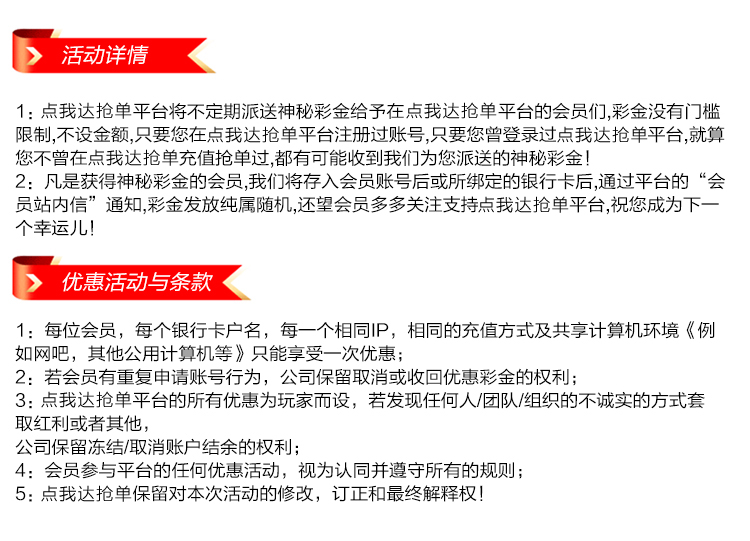 活动详情
1：点我达抢单平台将不定期派送神秘彩金给予在点我达抢单平台的会员们,彩金没有门槛
限制,不设金额,只要您在点我达抢单平台注册过账号,只要您曾登录过点我达抢单平台,就算
您不曾在点我达抢单充值抢单过,都有可能收到我们为您派送的神秘彩金！
2：凡是获得神秘彩金的会员,我们将存入会员账号后或所绑定的银行卡后,通过平台的“会
员站内信”通知,彩金发放纯属随机,还望会员多多关注支持点我达抢单平台,祝您成为下一
个幸运儿！
优惠活动与条款
1：每位会员，每个银行卡户名，每一个相同IP，相同的充值方式及共享计算机环境《例
如网吧，其他公用计算机等》只能享受一次优惠；
2：若会员有重复申请账号行为，公司保留取消或收回优惠彩金的权利；
3：点我达抢单平台的所有优惠为玩家而设，若发现任何人/团队/组织的不诚实的方式套
取红利或者其他，
公司保留冻结/取消账户结余的权利；
4：会员参与平台的任何优惠活动，视为认同并遵守所有的规则；
5：点我达抢单保留对本次活动的修改，订正和最终解释权！